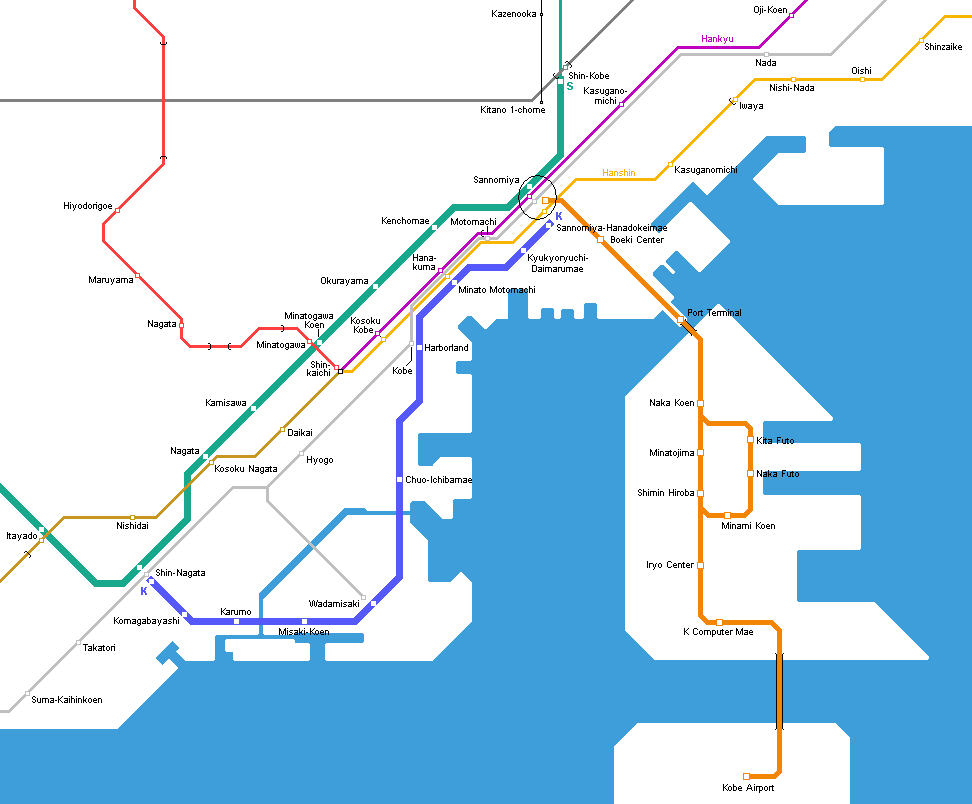 Kazenooka
Oji-Koen
Hankyu
Shinzaike
Nada
Oishi
Shin-Kobe
S
Nishi-Nada
Kasugano-
michi
Kitano 1-chome
Iwaya
Kasuganomichi
Hanshin
Sannomiya
Hiyodorigoe
Kenchomae
Motomachi
K
Sannomiya-Hanadokeimae
Boeki Center
Hana-
kuma
Kyukyoryuchi-
Daimarumae
Maruyama
Okurayama
Minato Motomachi
Minatogawa
Koen
Kosoku
Kobe
Port Terminal
Nagata
Minatogawa
Harborland
Shin-
kaichi
Kobe
Kamisawa
Naka Koen
Daikai
Kita Futo
Nagata
Minatojima
Hyogo
Kosoku Nagata
Naka Futo
Chuo-Ichibamae
Shimin Hiroba
Nishidai
Minami Koen
Itayado
Iryo Center
Shin-Nagata
K
Wadamisaki
Karumo
Komagabayashi
Misaki-Koen
K Computer Mae
Takatori
Suma-Kaihinkoen
Kobe Airport